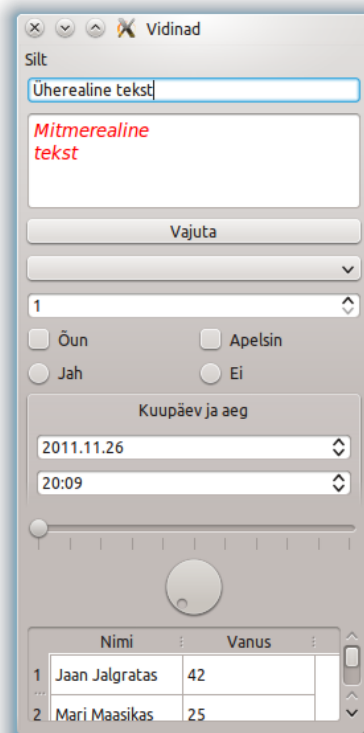 Vidinad
Silt
Üherealine tekst
Mitmerealine
tekst
Vajuta
1
Õun Apelsin
Jah Ei
Kuupäev ja aeg
2011.11.26
20:09
Nimi Vanus
1 Jaan Jalgratas 42
2 Mari Maasikas 25